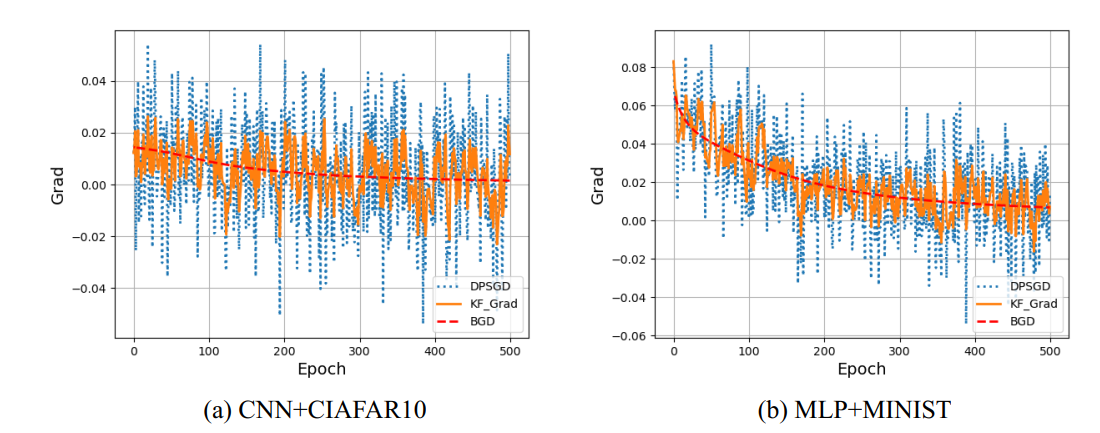 0.04
0.02
0.00
−0.02
−0.04
Grad
DPSGD
KF_Grad
BGD
0 100 200 300 400 500
Epoch
(a) CNN+CIAFAR10
0.08
0.06
0.04
0.02
0.00
−0.02
−0.04
−0.06
Grad
DPSGD
KF_Grad
BGD
0 100 200 300 400 500
Epoch
(b) MLP+MINIST